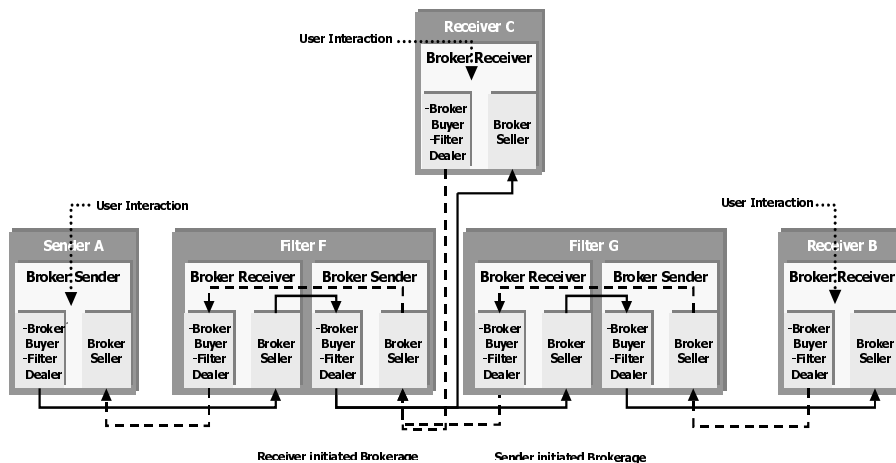 Receiver C
User Interaction
Broker Receiver
-Broker
Buyer
-Filter
Dealer
Broker
Seller
User Interaction
User Interaction
Sender A
Filter F
Filter G
Receiver B
Broker Sender
Broker Receiver
Broker Sender
Broker Receiver
Broker Sender
Broker Receiver
-Broker
Buyer
-Filter
Dealer
Broker
Seller
-Broker
Buyer
-Filter
Dealer
Broker
Seller
-Broker
Buyer
-Filter
Dealer
Broker
Seller
-Broker
Buyer
-Filter
Dealer
Broker
Seller
-Broker
Buyer
-Filter
Dealer
Broker
Seller
-Broker
Buyer
-Filter
Dealer
Broker
Seller
Receiver initiated Brokerage
Sender initiated Brokerage